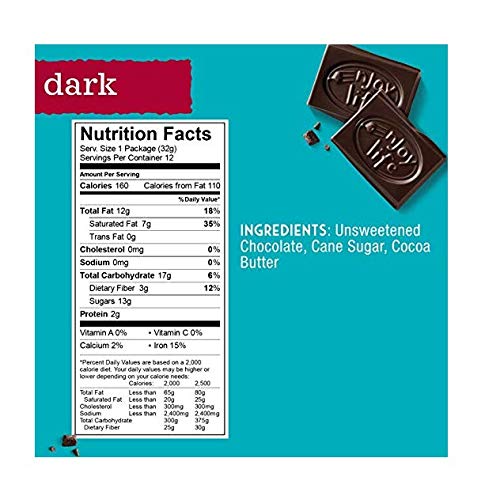 dark
Enjoy
life
Enjoy
life
Nutrition Facts
Serv. Size 1 Package (32g)
Servings Per Container 12
Amount Per Serving
Calories 160 Calories from Fat 110
% Daily Value*
Total Fat 12g 18%
Saturated Fat 7g 35%
Trans Fat 0g
Cholesterol 0mg 0%
Sodium 0mg 0%
Total Carbohydrate 17g 6%
Dietary Fiber 3g 12%
Sugars 13g
Protein 2g
Vitamin A 0% • Vitamin C 0%
Calcium 2% • Iron 15%
*Percent Daily Values are based on a 2,000
calorie diet. Your daily values may be higher or
lower depending on your calorie needs:
Calories: 2,000 2,500
Total Fat Less than 65g 80g
Saturated Fat Less than 20g 25g
Cholesterol Less than 300mg 300mg
Sodium Less than 2,400mg 2,400mg
Total Carbohydrate 300g 375g
Dietary Fiber 25g 30g
INGREDIENTS: Unsweetened
Chocolate, Cane Sugar, Cocoa
Butter